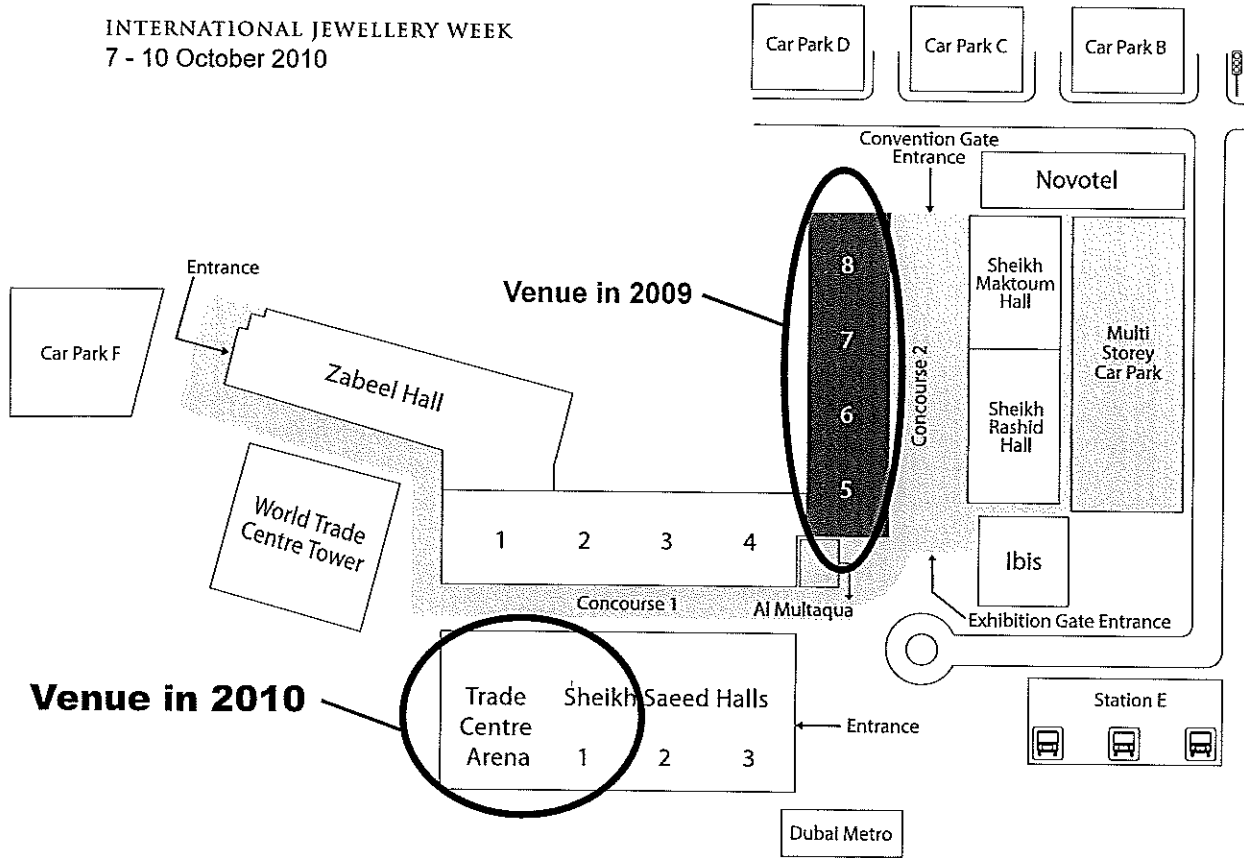 INTERNATIONAL JEWELLERY WEEK
7 - 10 October 2010
Car Park D
Car Park C
Car Park B
Convention Gate
Entrance
Novotel
Entrance
Venue in 2009
8
7
6
5
Concourse 2
Sheikh
Maktoum
Hall
Sheikh
Rashid
Hall
Multi
Storey
Car Park
Car Park F
Zabeel Hall
World Trade
Centre Tower
1
2
3
4
Ibis
Concourse 1
Al Multaqua
Exhibition Gate Entrance
Venue in 2010
Trade
Centre
Arena
Sheikh Saeed Halls
1
2
3
Entrance
Station E
Dubai Metro